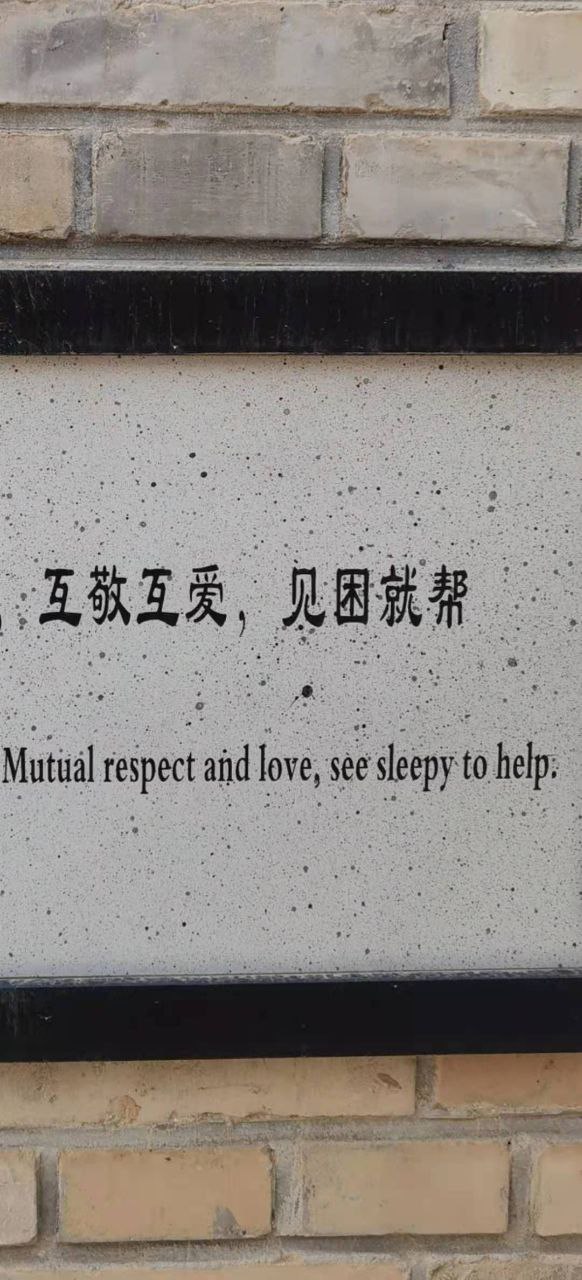 ，互敬互爱，见困就帮
Mutual respect and love, see sleepy to help.